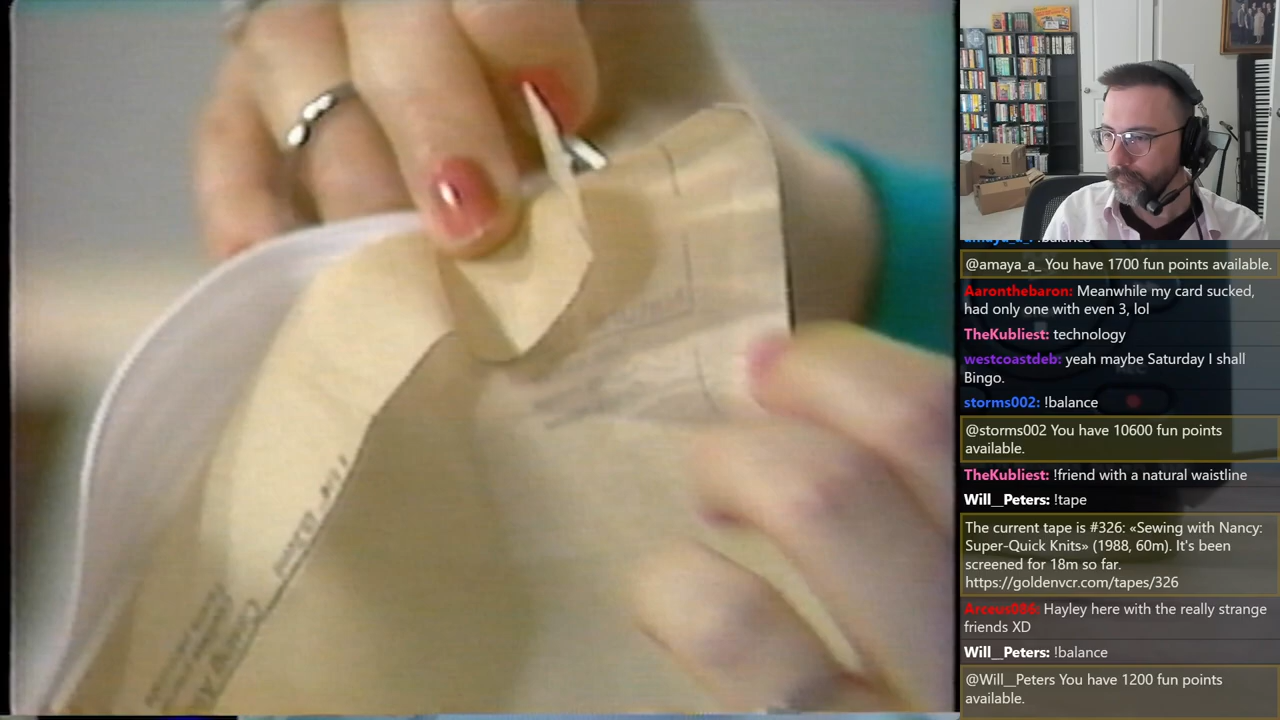 @amaya_a_ You have 1700 fun points available.
Aaronthebaron: Meanwhile my card sucked,
had only one with even 3, lol
TheKubliest: technology
westcoastdeb: yeah maybe Saturday I shall
Bingo.
storms002: !balance
@storms002 You have 10600 fun points
available.
TheKubliest: !friend with a natural waistline
Will__Peters: !tape
The current tape is #326: «Sewing with Nancy:
Super-Quick Knits» (1988, 60m). It's been
screened for 18m so far.
https://goldenvcr.com/tapes/326
Arceus086: Hayley here with the really strange
friends XD
Will__Peters: !balance
@Will__Peters You have 1200 fun points
available.